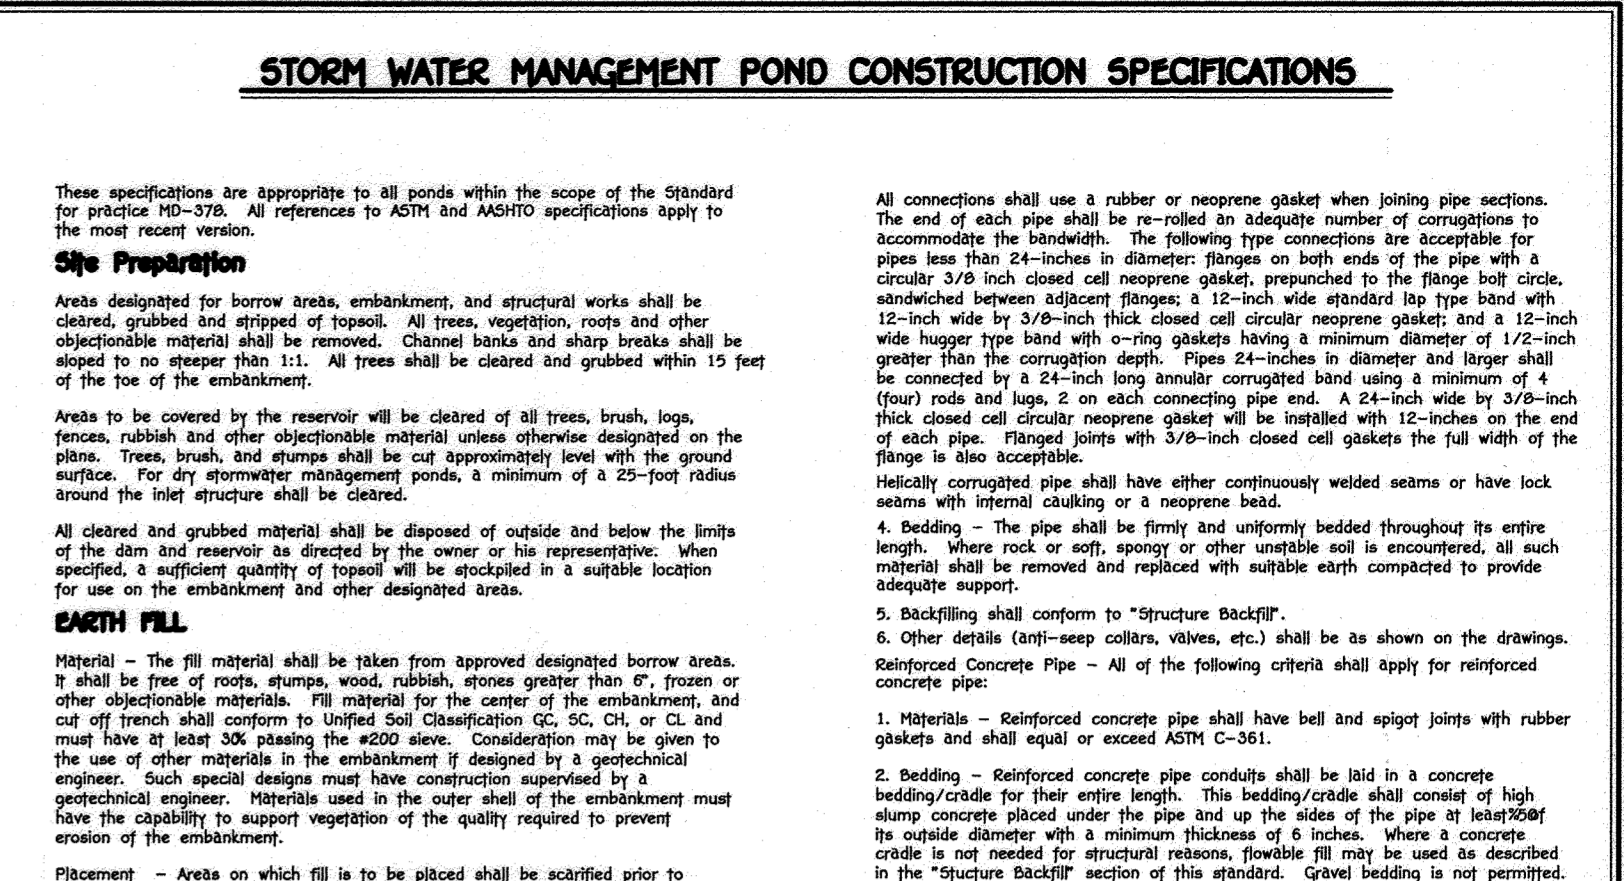 STORM WATER MANAGEMENT POND CONSTRUCTION SPECIFICATIONS
These specifications are appropriate to all ponds within the scope of the Standard
for practice MD-378. All references to ASTM and AASHTO specifications apply to
the most recent version.
Site Preparation
Areas designated for borrow areas, embankment, and structural works shall be
cleared, grubbed and stripped of topsoil. All trees, vegetation, roots and other
objectionable material shall be removed. Channel banks and sharp breaks shall be
sloped to no steeper than 1:1. All trees shall be cleared and grubbed within 15 feet
of the toe of the embankment.
Areas to be covered by the reservoir will be cleared of all trees, brush, logs,
fences, rubbish and other objectionable material unless otherwise designated on the
plans. Trees, brush, and stumps shall be cut approximately level with the ground
surface. For dry stormwater management ponds, a minimum of a 25-foot radius
around the inlet structure shall be cleared.
All cleared and grubbed material shall be disposed of outside and below the limits
of the dam and reservoir as directed by the owner or his representative. When
specified, a sufficient quantity of topsoil will be stockpiled in a suitable location
for use on the embankment and other designated areas.
EARTH FILL
Material - The fill material shall be taken from approved designated borrow areas.
It shall be free of roots, stumps, wood, rubbish, stones greater than 6", frozen or
other objectionable materials. Fill material for the center of the embankment, and
cut off trench shall conform to Unified Soil Classification GC, SC, CH, or CL and
must have at least 30% passing the #200 sieve. Consideration may be given to
the use of other materials in the embankment if designed by a geotechnical
engineer. Such special designs must have construction supervised by a
geotechnical engineer. Materials used in the outer shell of the embankment must
have the capability to support vegetation of the quality required to prevent
erosion of the embankment.
Placement - Areas on which fill is to be placed shall be scarified prior to
All connections shall use a rubber or neoprene gasket when joining pipe sections.
The end of each pipe shall be re-rolled an adequate number of corrugations to
accommodate the bandwidth. The following type connections are acceptable for
pipes less than 24-inches in diameter: flanges on both ends of the pipe with a
circular 3/8 inch closed cell neoprene gasket, prepunched to the flange bolt circle,
sandwiched between adjacent flanges; a 12-inch wide standard lap type band with
12-inch wide by 3/8-inch thick closed cell circular neoprene gasket; and a 12-inch
wide hugger type band with o-ring gaskets having a minimum diameter of 1/2-inch
greater than the corrugation depth. Pipes 24-inches in diameter and larger shall
be connected by a 24-inch long annular corrugated band using a minimum of 4
(four) rods and lugs, 2 on each connecting pipe end. A 24-inch wide by 3/8-inch
thick closed cell circular neoprene gasket will be installed with 12-inches on the end
of each pipe. Flanged joints with 3/8-inch closed cell gaskets the full width of the
flange is also acceptable.
Helically corrugated pipe shall have either continuously welded seams or have lock
seams with internal caulking or a neoprene bead.
4. Bedding - The pipe shall be firmly and uniformly bedded throughout its entire
length. Where rock or soft, spongy or other unstable soil is encountered, all such
material shall be removed and replaced with suitable earth compacted to provide
adequate support.
5. Backfilling shall conform to "Structure Backfill".
6. Other details (anti-seep collars, valves, etc.) shall be as shown on the drawings.
Reinforced Concrete Pipe - All of the following criteria shall apply for reinforced
concrete pipe:
1. Materials - Reinforced concrete pipe shall have bell and spigot joints with rubber
gaskets and shall equal or exceed ASTM C-361.
2. Bedding - Reinforced concrete pipe conduits shall be laid in a concrete
bedding/cradle for their entire length. This bedding/cradle shall consist of high
slump concrete placed under the pipe and up the sides of the pipe at least
its outside diameter with a minimum thickness of 6 inches. Where a concrete
cradle is not needed for structural reasons, flowable fill may be used as described
in the "Stucture Backfill" section of this standard. Gravel bedding is not permitted.